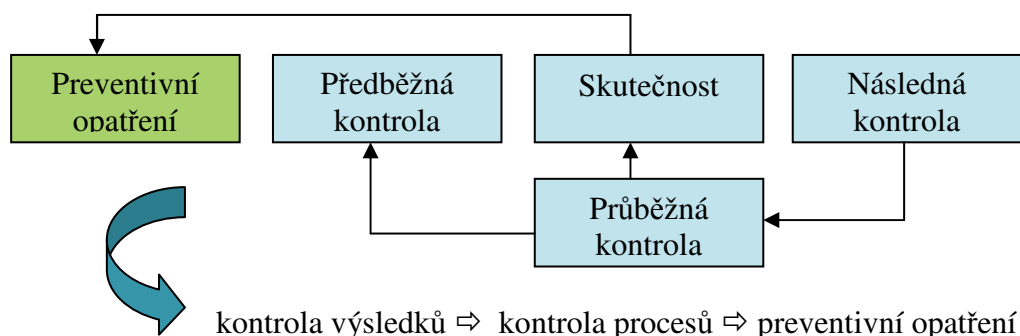 Preventivní
opatření
Předběžná
kontrola
Skutečnost
Následná
kontrola
Průběžná
kontrola
kontrola výsledků ⇨ kontrola procesů ⇨ preventivní opatření